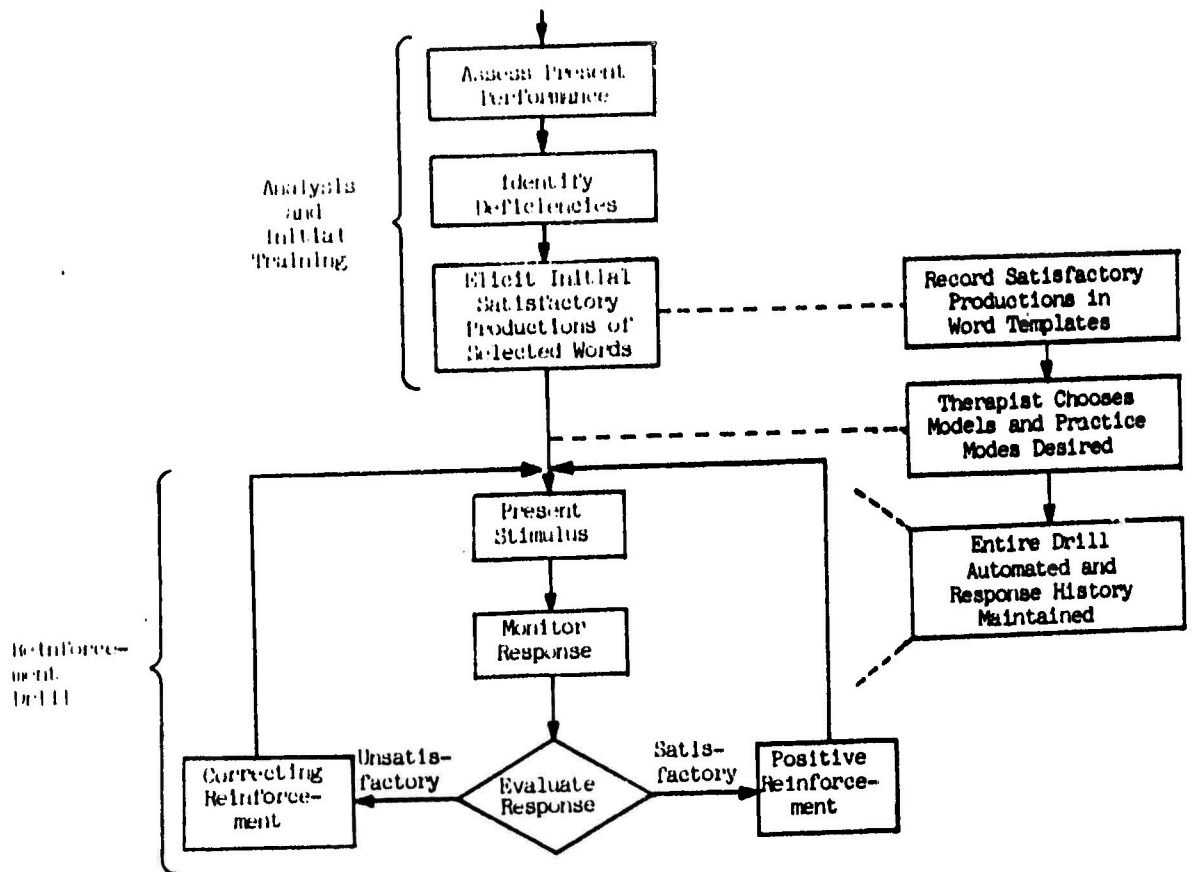 Assess Present
Performance
Identify
Deficiencies
Analysis
and
Initial
Training
Elicit Initial
Satisfactory
Productions of
Selected Words
Record Satisfactory
Productions in
Word Templates
Therapist Chooses
Models and Practice
Modes Desired
Present
Stimulus
Entire Drill
Automated and
Response History
Maintained
Monitor
Response
Reinforce-
ment
Drill
Unsatis-
factory
Satis-
factory
Correcting
Reinforce-
ment
Evaluate
Response
Positive
Reinforce-
ment